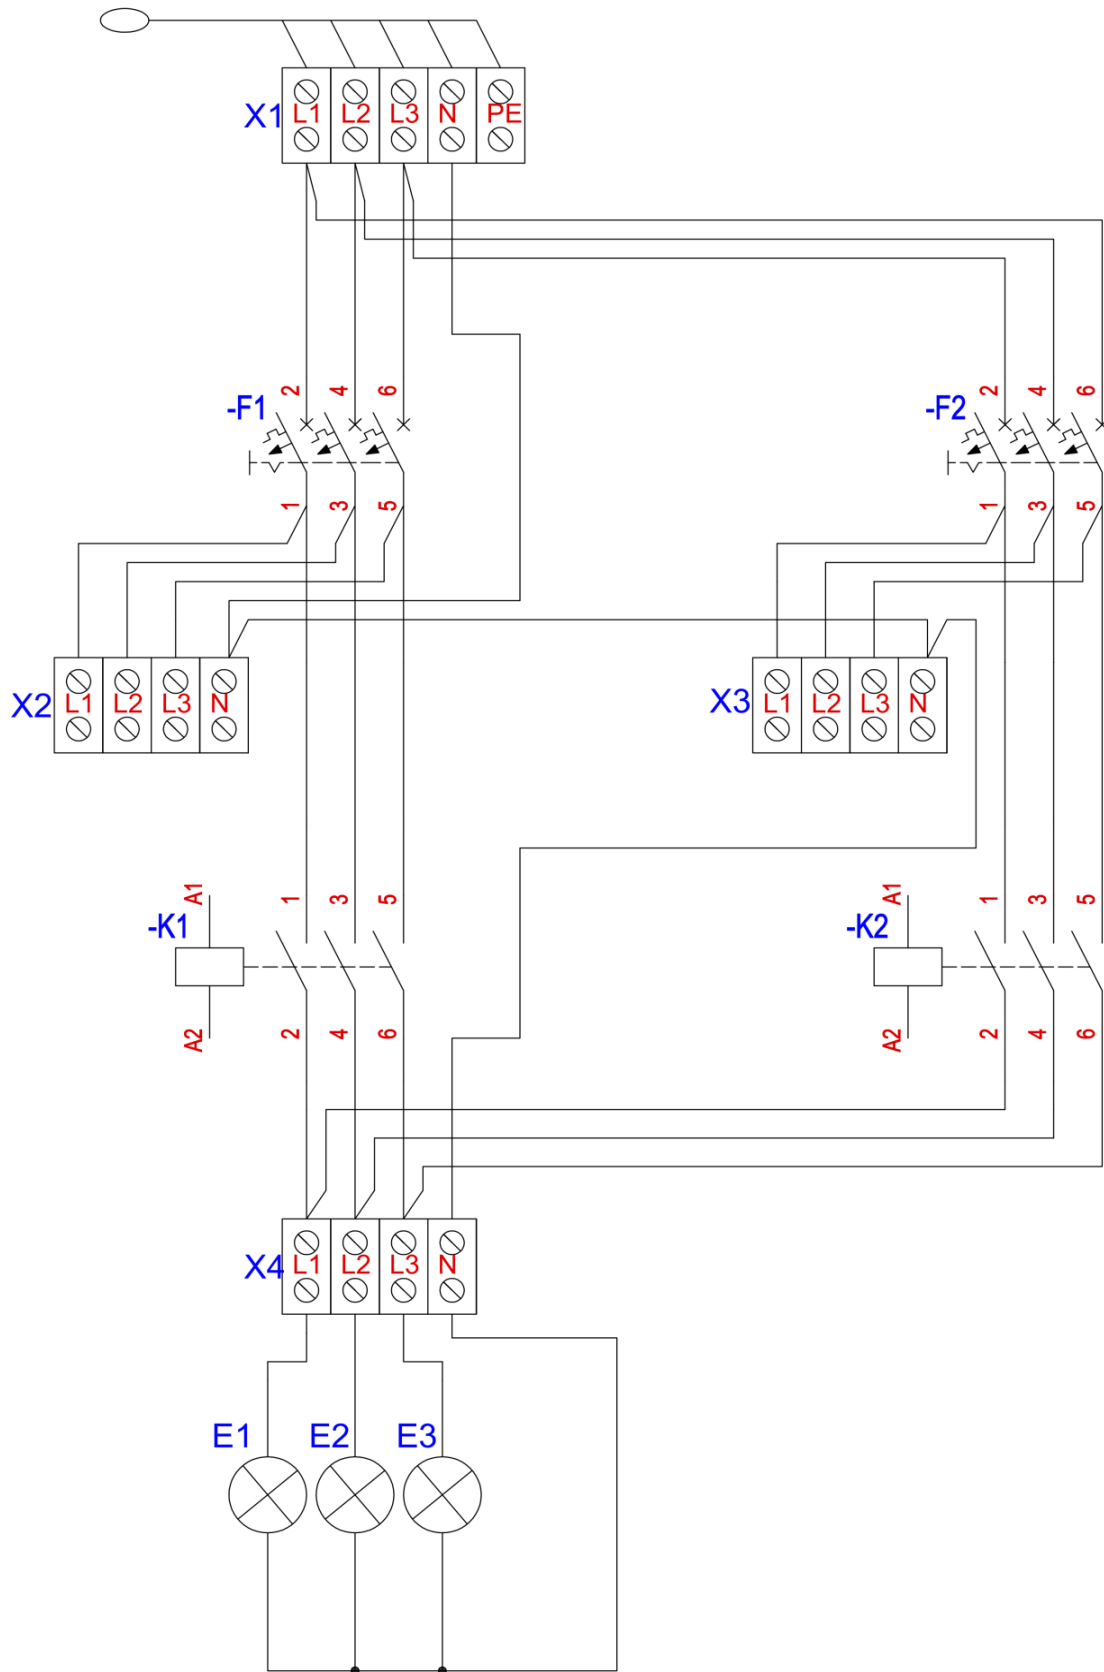 X1 L1 L2 L3 N PE
2 4 6 2 4 6
-F1 -F2
1 3 5 1 3 5
X2 L1 L2 L3 N X3 L1 L2 L3 N
A1 1 3 5 A1 1 3 5
-K1 -K2
A2 2 4 6 A2 2 4 6
X4 L1 L2 L3 N
E1 E2 E3